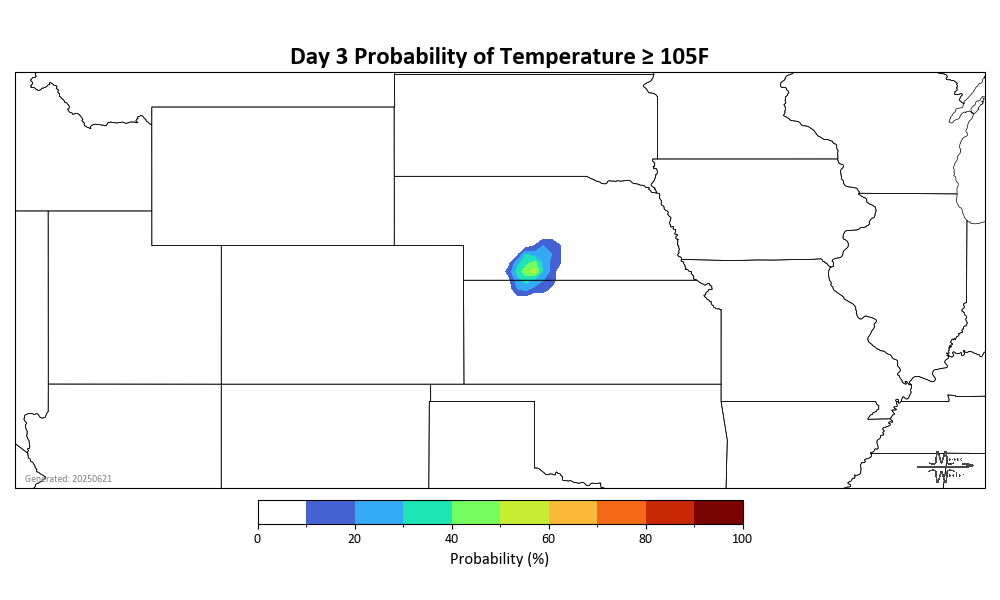 Day 3 Probability of Temperature ≥ 105F
Generated: 20250621
0 20 40 60 80 100
Probability (%)